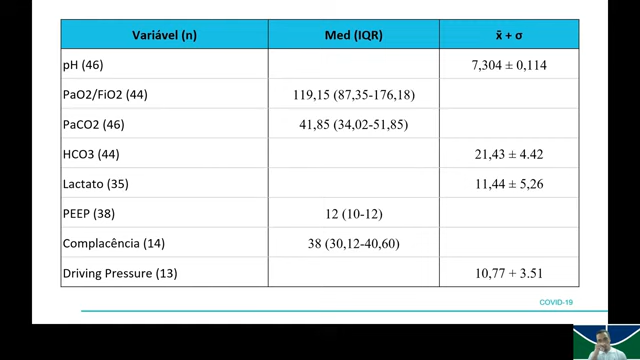 Variável (n) Med (IQR) x̄ + σ
pH (46) 7,304 ± 0,114
PaO2/FiO2 (44) 119,15 (87,35-176,18)
PaCO2 (46) 41,85 (34,02-51,85)
HCO3 (44) 21,43 ± 4.42
Lactato (35) 11,44 ± 5,26
PEEP (38) 12 (10-12)
Complacência (14) 38 (30,12-40,60)
Driving Pressure (13) 10,77 + 3.51
COVID-19